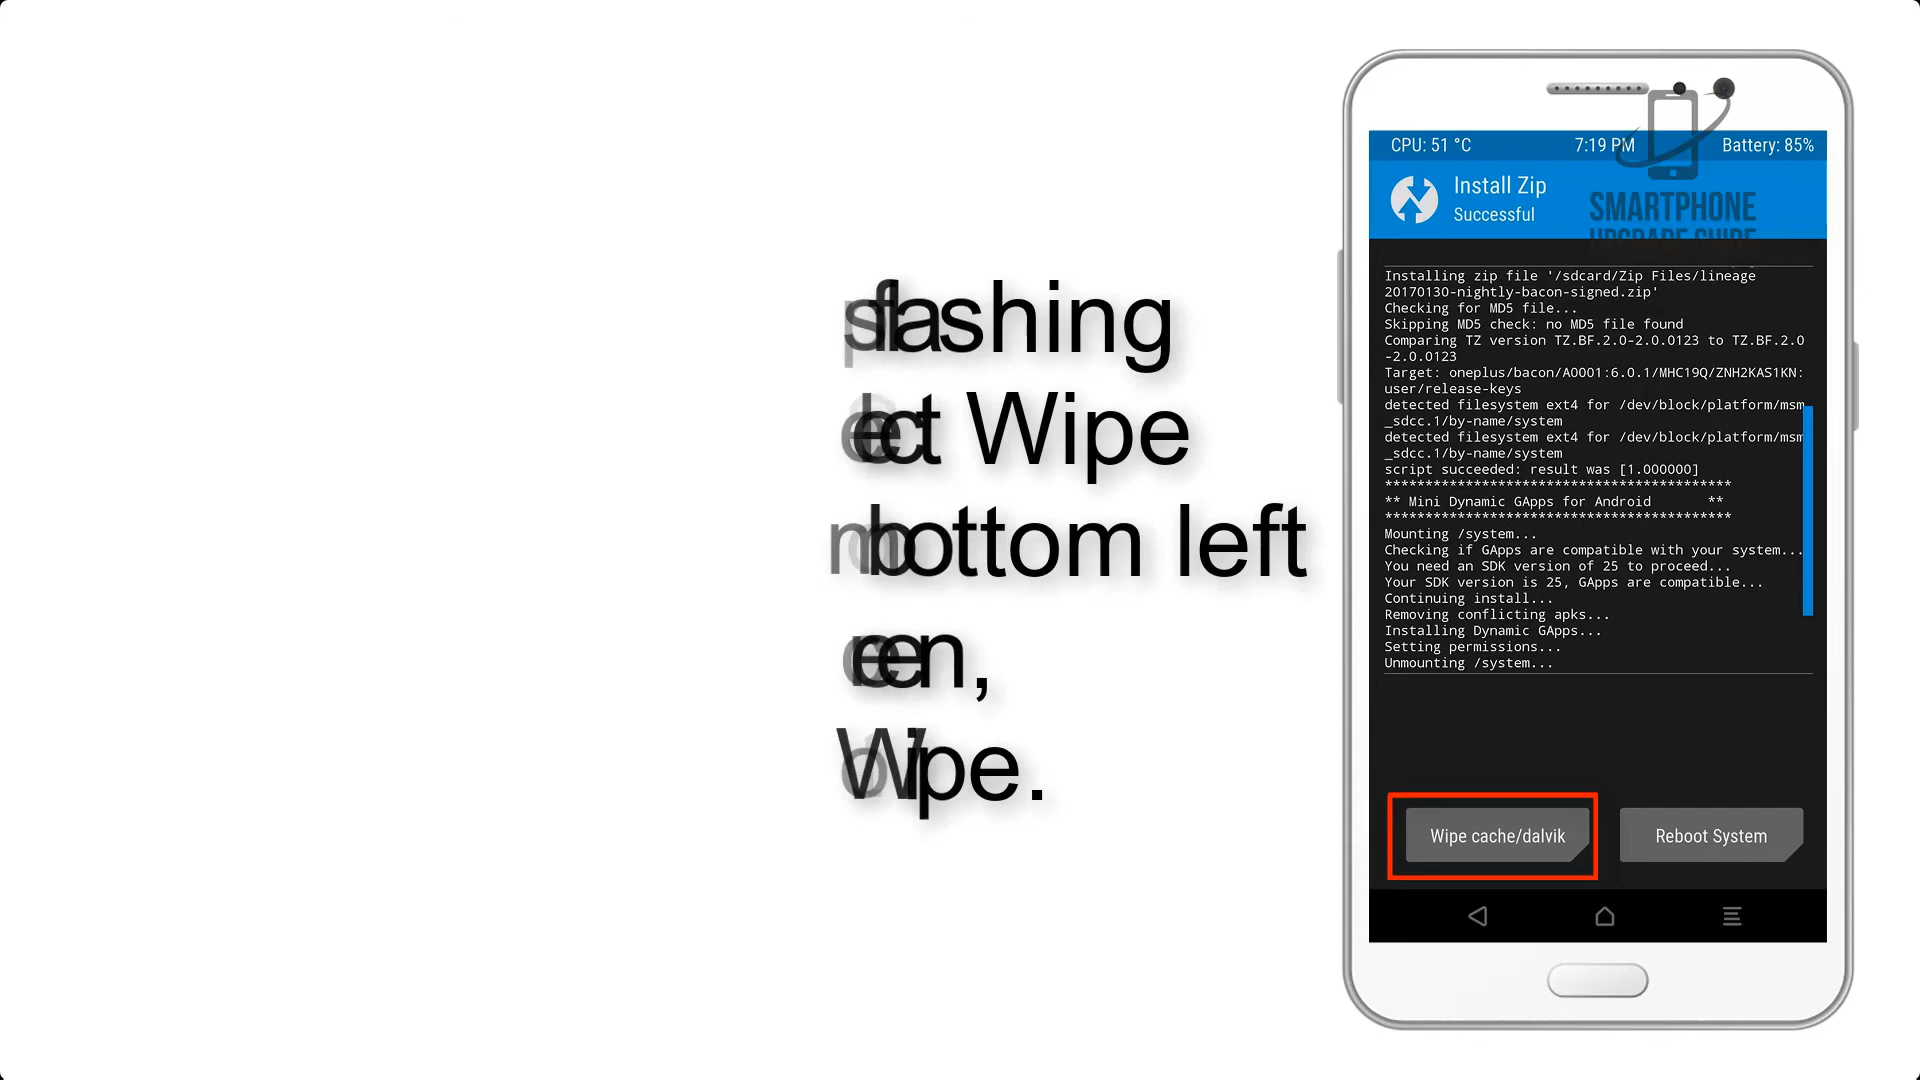 flashing
Wipe
bottom left
Wipe.
CPU: 51 °C 7:19 PM Battery: 85%
Install Zip
Successful
SMARTPHONE
UPGRADE GUIDE
Installing zip file '/sdcard/Zip Files/lineage
20170130-nightly-bacon-signed.zip'
Checking for MD5 file...
Skipping MD5 check: no MD5 file found
Comparing TZ version TZ.BF.2.0-2.0.0123 to TZ.BF.2.0
-2.0.0123
Target: oneplus/bacon/A0001:6.0.1/MHC19Q/ZNH2KAS1KN:
user/release-keys
detected filesystem ext4 for /dev/block/platform/msm
_sdcc.1/by-name/system
detected filesystem ext4 for /dev/block/platform/msm
_sdcc.1/by-name/system
script succeeded: result was [1.000000]
*******************************************
** Mini Dynamic GApps for Android **
*******************************************
Mounting /system...
Checking if GApps are compatible with your system...
You need an SDK version of 25 to proceed...
Your SDK version is 25, GApps are compatible...
Continuing install...
Removing conflicting apks...
Installing Dynamic GApps...
Setting permissions...
Unmounting /system...
Wipe cache/dalvik
Reboot System